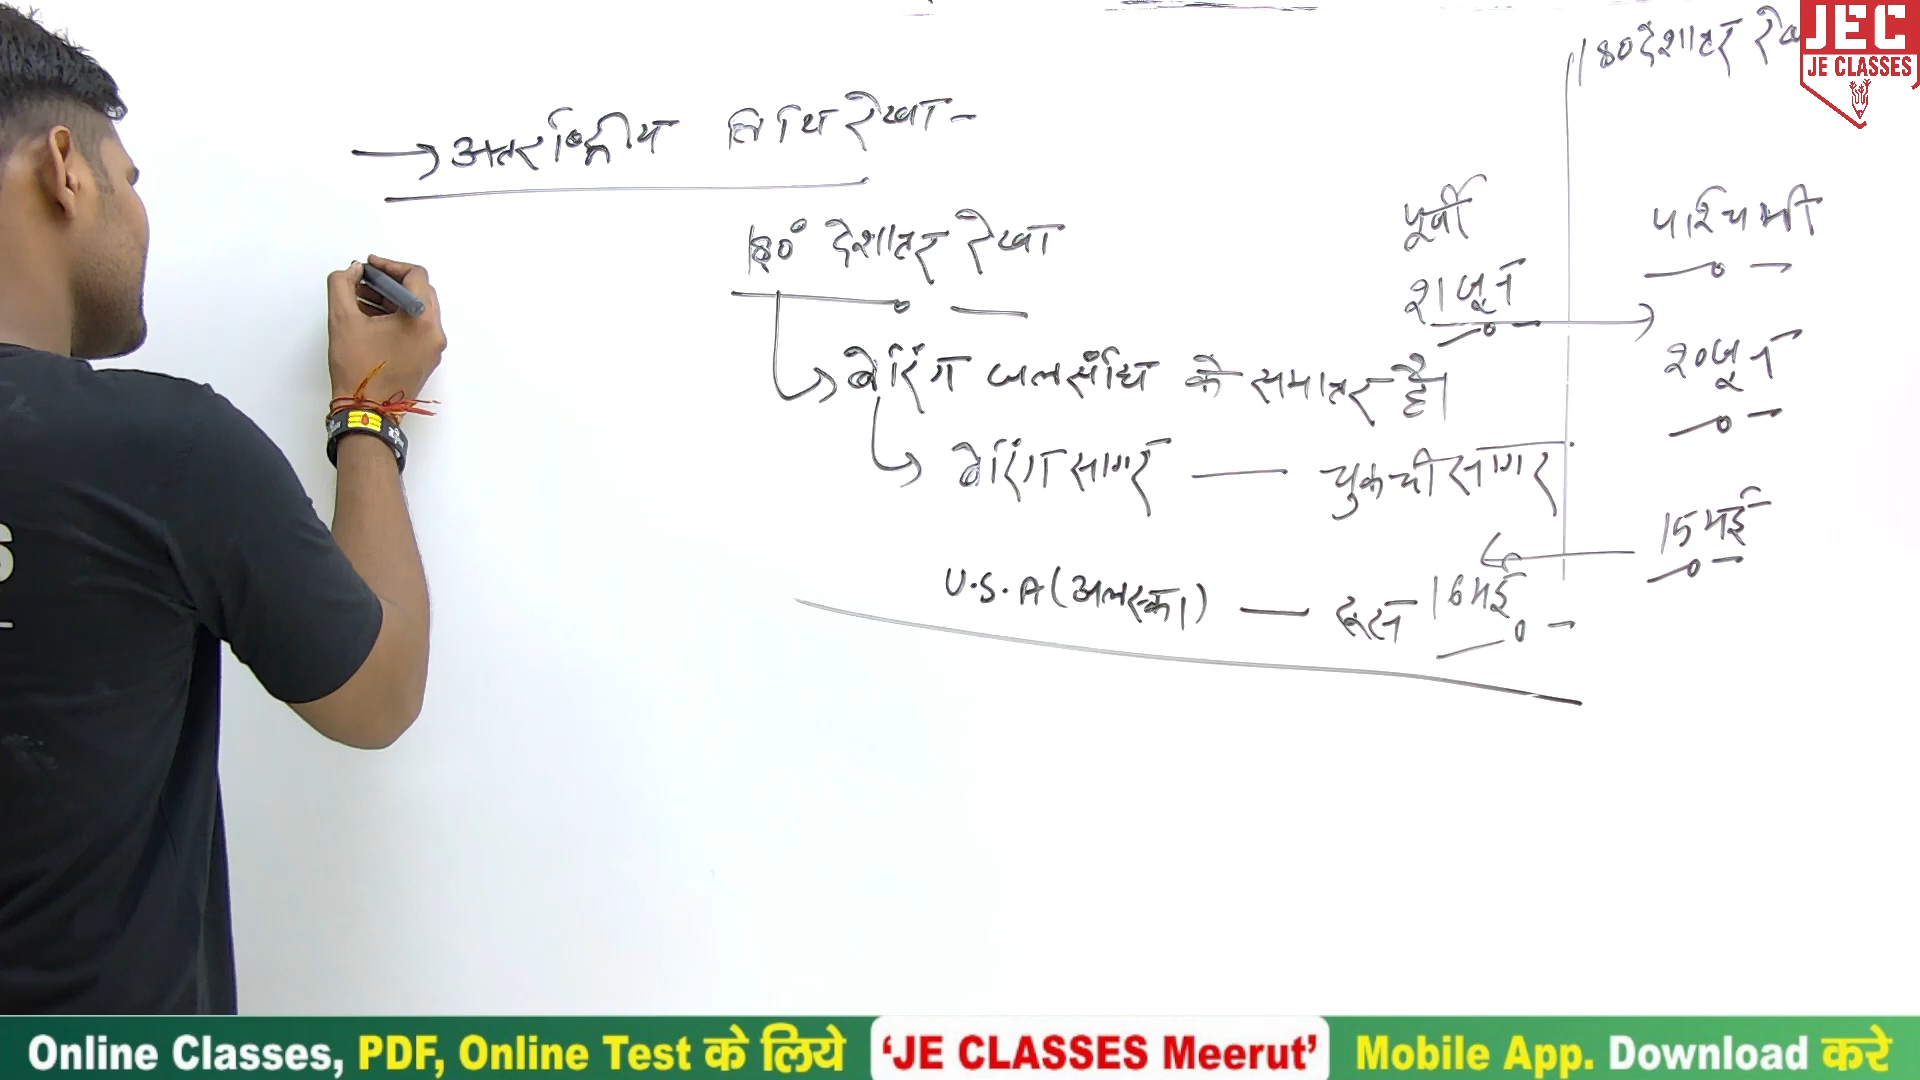 180 देशान्तर रेखा
JEC
JE CLASSES
→ अन्तर्राष्ट्रीय तिथि रेखा -
180° देशान्तर रेखा
पूर्वी
पश्चिमी
21 जून
20 जून
बेरिंग जलसंधि के समान्तर है।
बेरिंग सागर — चुकची सागर
15 मई
U.S.A (अलास्का) — रूस
16 मई
S
Online Classes, PDF, Online Test के लिये 'JE CLASSES Meerut' Mobile App. Download करे